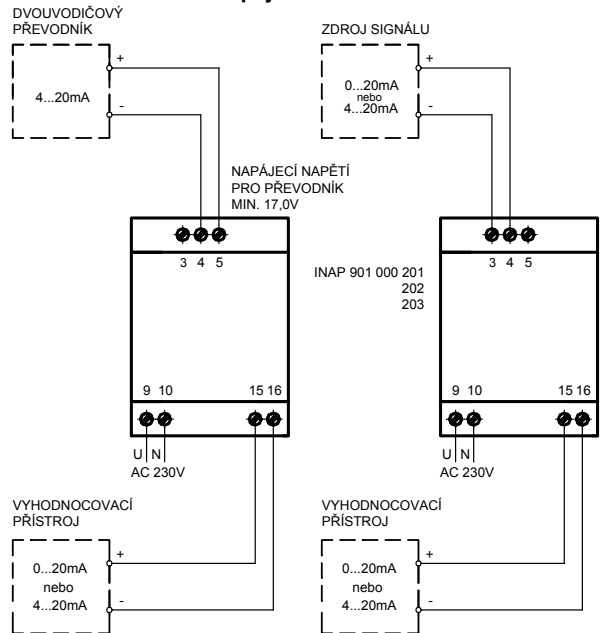 DVOUVODIČOVÝ
PŘEVODNÍK
+
4...20mA
-
NAPÁJECÍ NAPĚTÍ
PRO PŘEVODNÍK
MIN. 17,0V
3 4 5
9 10
15 16
U N
AC 230V
VYHODNOCOVACÍ
PŘÍSTROJ
+
0...20mA
nebo
4...20mA
-
ZDROJ SIGNÁLU
+
0...20mA
nebo
4...20mA
-
INAP 901 000 201
202
203
3 4 5
9 10
15 16
U N
AC 230V
VYHODNOCOVACÍ
PŘÍSTROJ
+
0...20mA
nebo
4...20mA
-